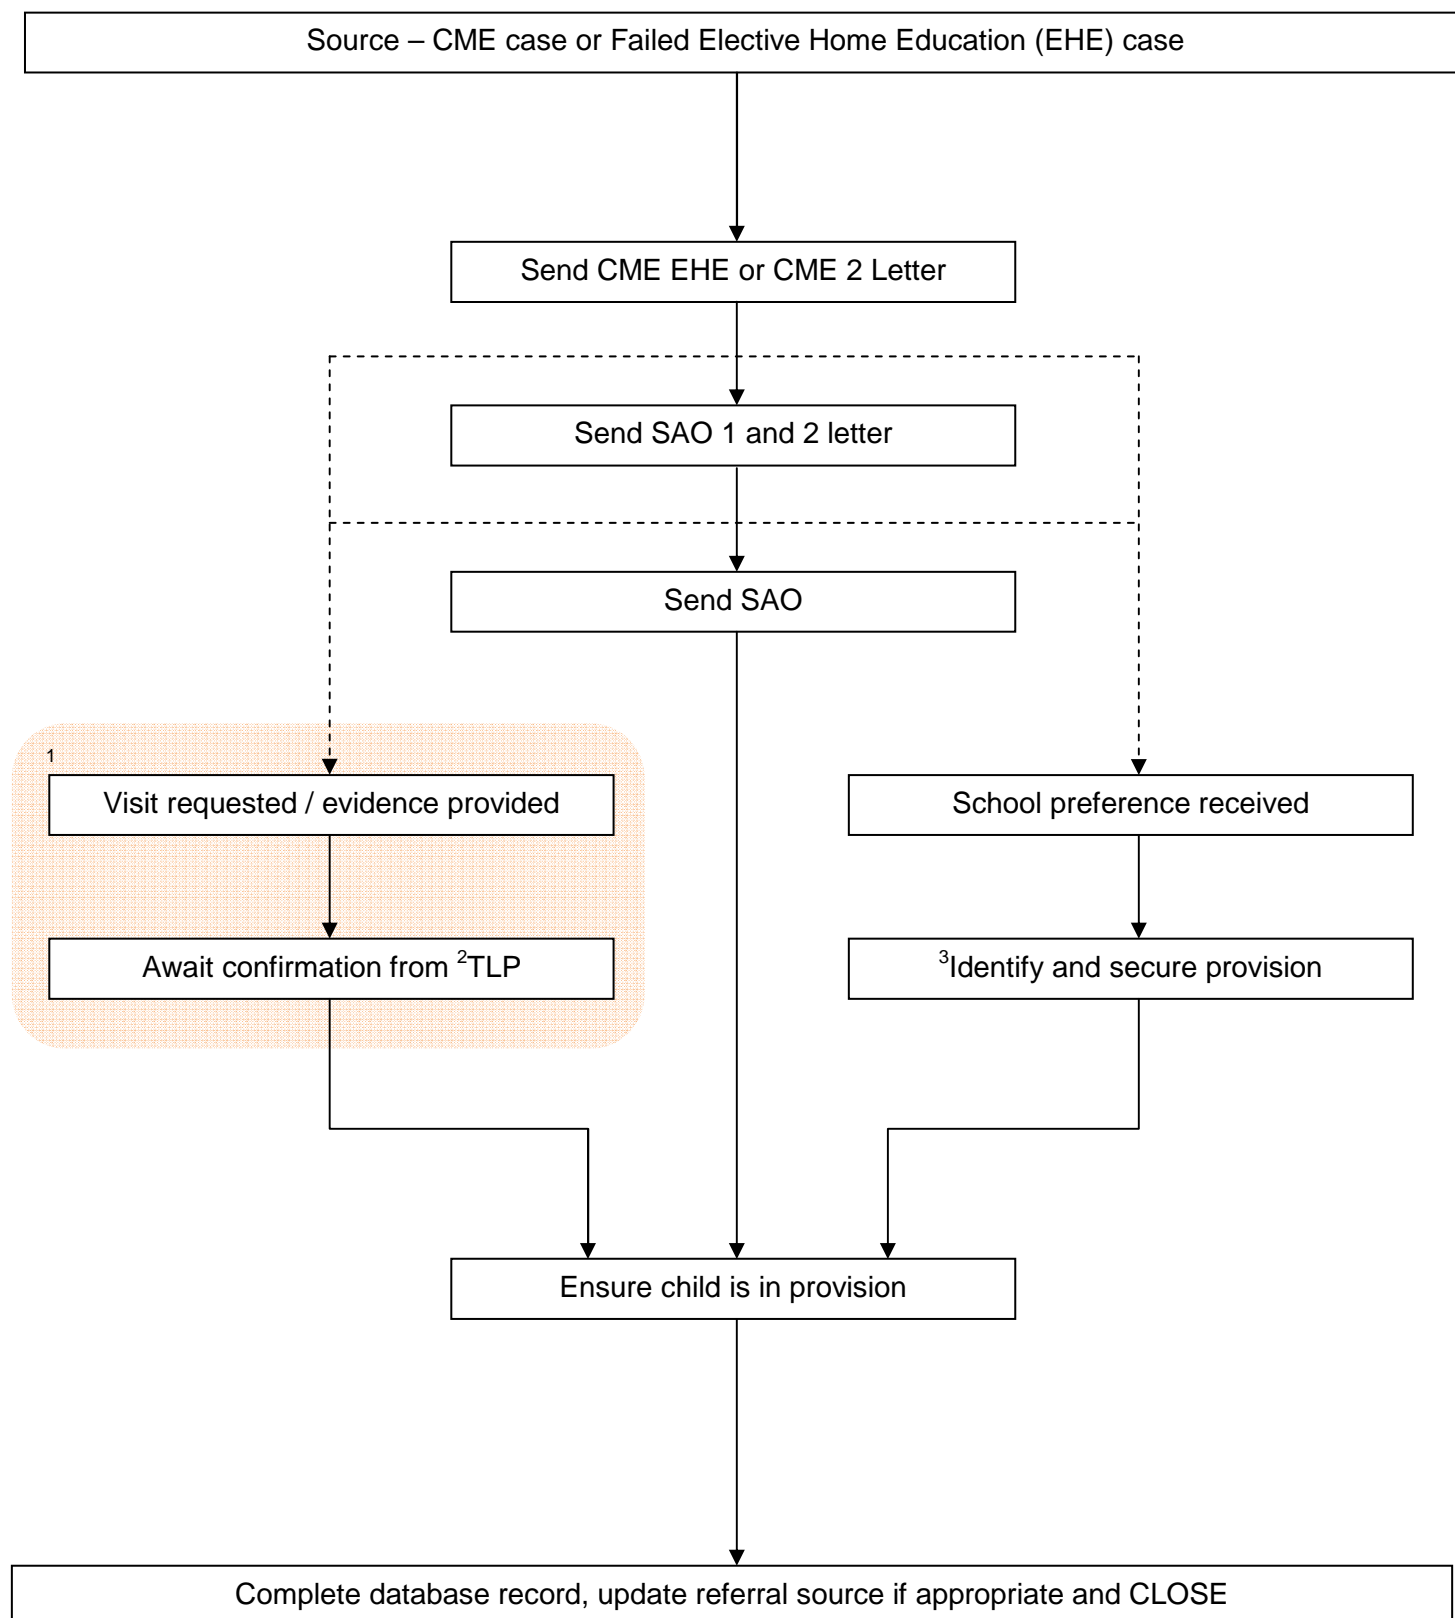 Source – CME case or Failed Elective Home Education (EHE) case
Send CME EHE or CME 2 Letter
Send SAO 1 and 2 letter
Send SAO
1
Visit requested / evidence provided
School preference received
Await confirmation from ²TLP
³Identify and secure provision
Ensure child is in provision
Complete database record, update referral source if appropriate and CLOSE